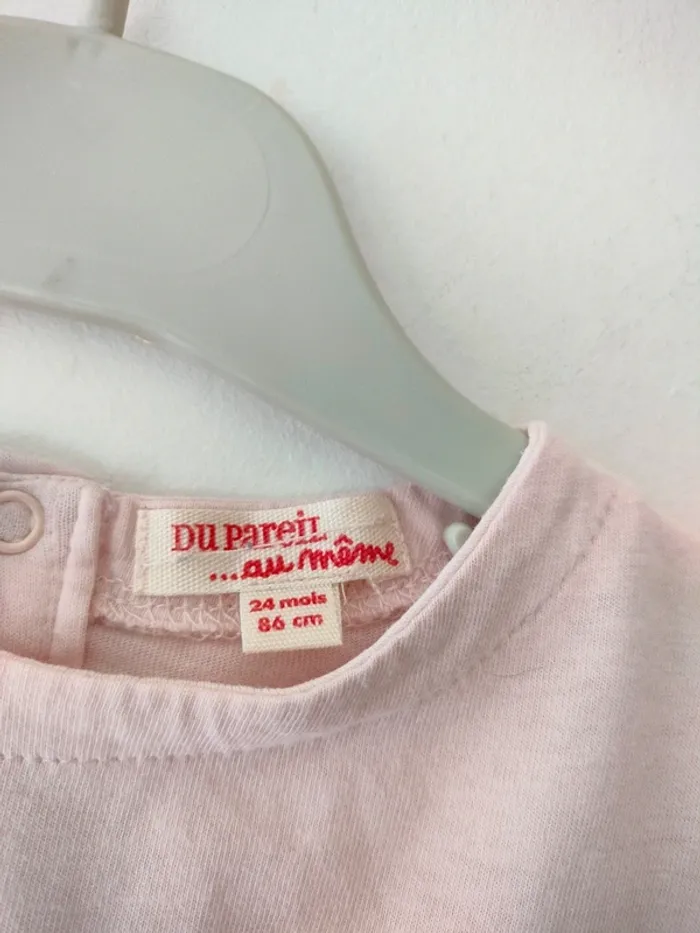 DU PAREIL
...au même
24 mois
86 cm